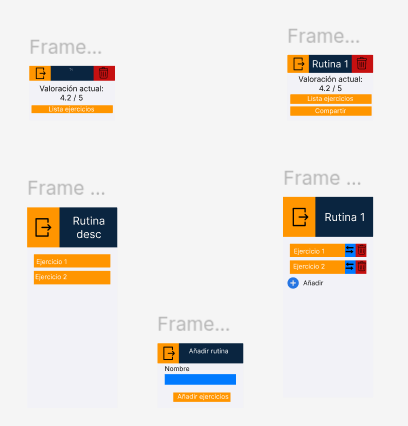 Frame...
Valoración actual:
4.2 / 5
Lista ejercicios
Frame...
Rutina 1
Valoración actual:
4.2 / 5
Lista ejercicios
Compartir
Frame ...
Rutina
desc
Ejercicio 1
Ejercicio 2
Frame ...
Rutina 1
Ejercicio 1
Ejercicio 2
Añadir
Frame...
Añadir rutina
Nombre
Añadir ejercicios